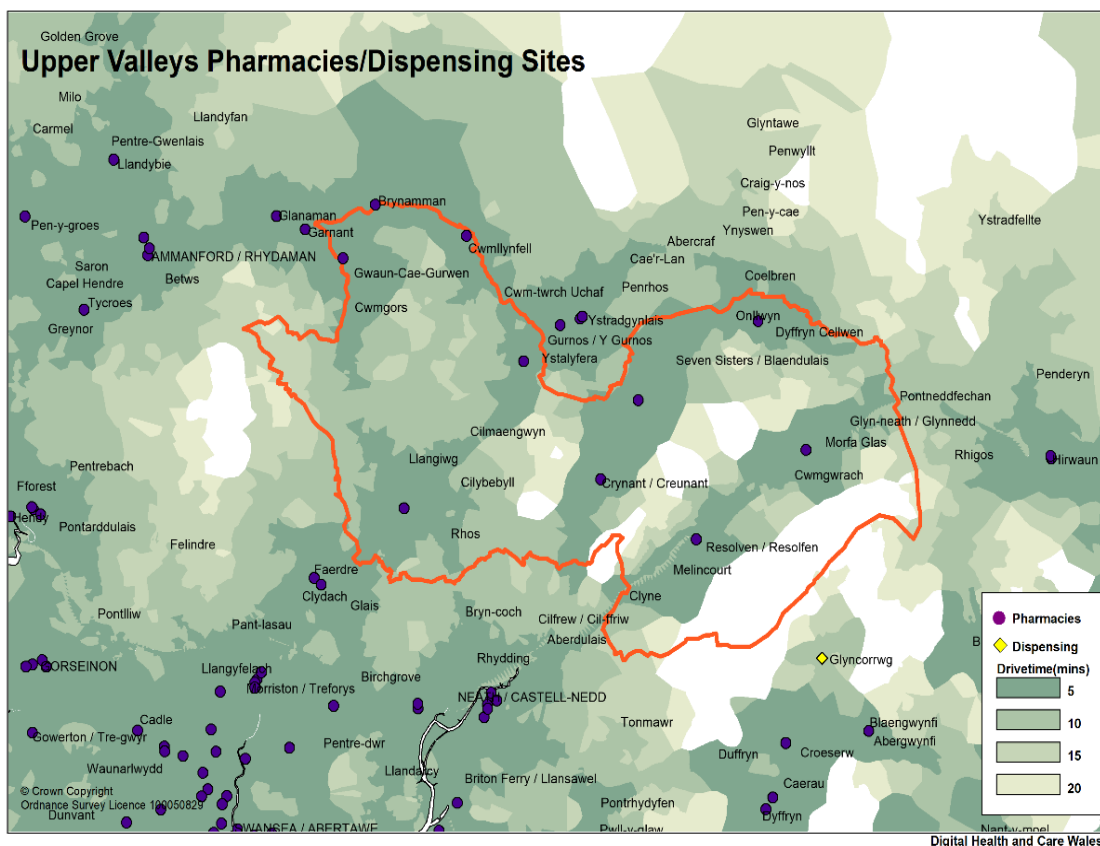 Golden Grove
Upper Valleys Pharmacies/Dispensing Sites
Milo
Llandyfan
Carmel
Glyntawe
Pentre-Gwenlais
Penwyllt
Llandybie
Craig-y-nos
Glanaman
Brynamman
Pen-y-cae
Ystradfellte
Pen-y-groes
Garnant
Ynyswen
Cwmllynfell
Abercraf
AMMANFORD / RHYDAMAN
Cae'r-Lan
Saron
Betws
Gwaun-Cae-Gurwen
Coelbren
Capel Hendre
Penrhos
Cwm-twrch Uchaf
Tycroes
Cwmgors
Onllwyn
Greynor
Ystradgynlais
Dyffryn Cellwen
Gurnos / Y Gurnos
Ystalyfera
Seven Sisters / Blaendulais
Penderyn
Pontneddfechan
Glyn-neath / Glynnedd
Cilmaengwyn
Morfa Glas
Rhigos
Hirwaun
Llangiwg
Pentrebach
Cwmgwrach
Cilybebyll
Crynant / Creunant
Fforest
Hendy
Pontarddulais
Rhos
Felindre
Resolven / Resolfen
Faerdre
Melincourt
Clydach
Glais
Clyne
Pontlliw
Bryn-coch
Pant-lasau
Cilfrew / Cil-ffriw
Aberdulais
Rhydding
Glyncorrwg
ORSEINON
Llangyfelach
Birchgrove
Morriston / Treforys
NEATH / CASTELL-NEDD
Cadle
Tonmawr
Blaengwynfi
Gowerton / Tre-gwyr
Pentre-dwr
Abergwynfi
Duffryn
Croeserw
Waunarlwydd
Llandarcy
Briton Ferry / Llansawel
Caerau
© Crown Copyright
Ordnance Survey Licence 100050829
Dunvant
Pontrhydyfen
Dyffryn
SWANSEA / ABERTAWE
Pwll-y-glaw
Nant-y-moel
Pharmacies
Dispensing
Drivetime(mins)
5
10
15
20
Digital Health and Care Wales